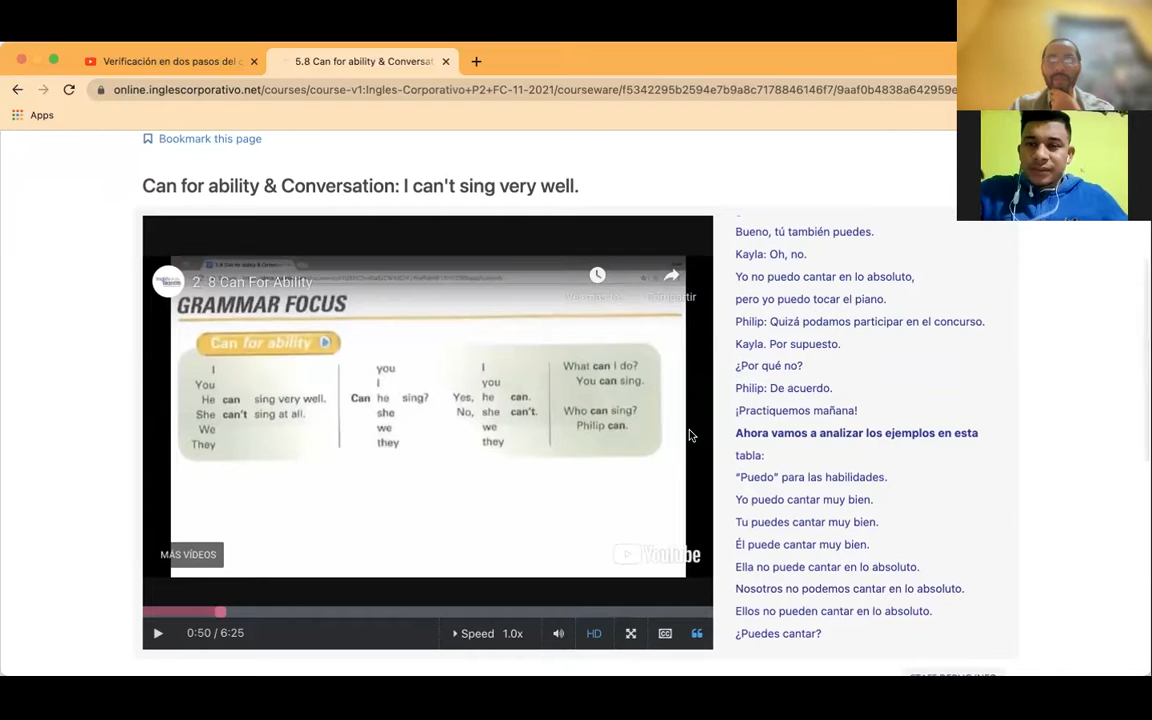 Verificación en dos pasos del c
5.8 Can for ability & Conversat
online.inglescorporativo.net/courses/course-v1:Ingles-Corporativo+P2+FC-11-2021/courseware/f5342295b2594e7b9a8c7178846146f7/9aaf0b4838a642959e
Apps
Bookmark this page
Can for ability & Conversation: I can't sing very well.
2. 8 Can For Ability
Compartir
GRAMMAR FOCUS
Can for ability
I
You
He can sing very well.
She can't sing at all.
We
They
you
I
Can he sing?
she
we
they
I
you
Yes, he can.
No, she can't.
we
they
What can I do?
You can sing.
Who can sing?
Philip can.
MÁS VÍDEOS
YouTube
0:50 / 6:25
Speed 1.0x
HD
Bueno, tú también puedes.
Kayla: Oh, no.
Yo no puedo cantar en lo absoluto,
pero yo puedo tocar el piano.
Philip: Quizá podamos participar en el concurso.
Kayla. Por supuesto.
¿Por qué no?
Philip: De acuerdo.
¡Practiquemos mañana!
Ahora vamos a analizar los ejemplos en esta
tabla:
“Puedo” para las habilidades.
Yo puedo cantar muy bien.
Tu puedes cantar muy bien.
Él puede cantar muy bien.
Ella no puede cantar en lo absoluto.
Nosotros no podemos cantar en lo absoluto.
Ellos no pueden cantar en lo absoluto.
¿Puedes cantar?